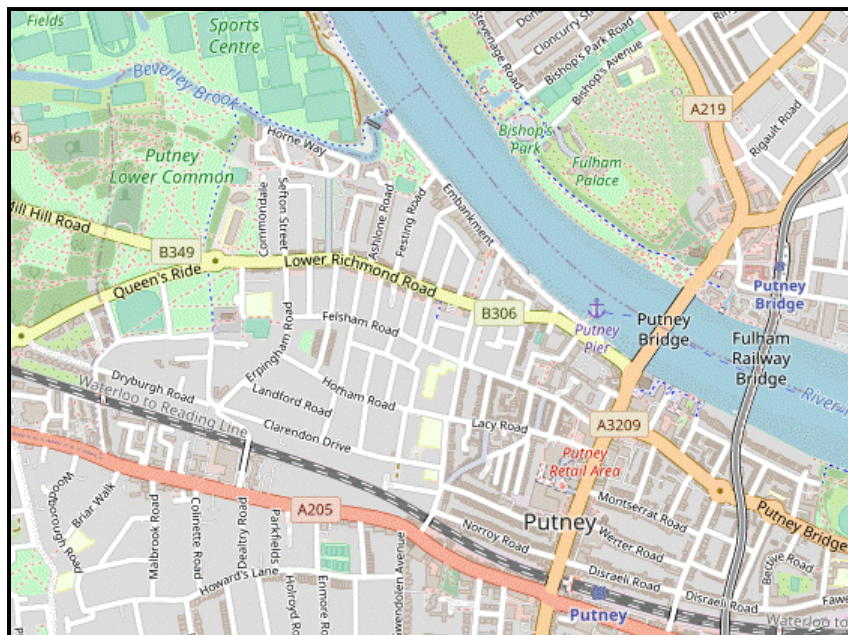 Fields
Sports
Centre
Stevenage Road
Cloncurry Street
Bishop's Park Road
Bishop's Avenue
A219
Rigault Road
Beverley Brook
Bishop's
Park
Fulham
Palace
Putney
Lower Common
Horne Way
Mill Hill Road
B349
Queen's Ride
Commondale
Sefton Street
Ashlone Road
Festing Road
Embankment
Lower Richmond Road
B306
Putney
Pier
Putney
Bridge
Putney
Bridge
Fulham
Railway
Bridge
Felsham Road
Erpingham Road
Dryburgh Road
Waterloo to Reading Line
Landford Road
Hotham Road
Clarendon Drive
Lacy Road
A3209
Putney
Retail Area
Putney Bridge
A205
Woodborough Road
Briar Walk
Malbrook Road
Colinette Road
Dealtry Road
Parkfields
Howard's Lane
Holroyd Road
Enmore Road
Gwendolen Avenue
Putney
Montserrat Road
Norroy Road
Werter Road
Disraeli Road
Disraeli Road
Bective Road
Putney
Waterloo to